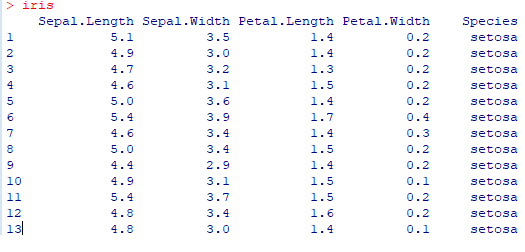 > iris
Sepal.Length Sepal.Width Petal.Length Petal.Width Species
1 5.1 3.5 1.4 0.2 setosa
2 4.9 3.0 1.4 0.2 setosa
3 4.7 3.2 1.3 0.2 setosa
4 4.6 3.1 1.5 0.2 setosa
5 5.0 3.6 1.4 0.2 setosa
6 5.4 3.9 1.7 0.4 setosa
7 4.6 3.4 1.4 0.3 setosa
8 5.0 3.4 1.5 0.2 setosa
9 4.4 2.9 1.4 0.2 setosa
10 4.9 3.1 1.5 0.1 setosa
11 5.4 3.7 1.5 0.2 setosa
12 4.8 3.4 1.6 0.2 setosa
13 4.8 3.0 1.4 0.1 setosa